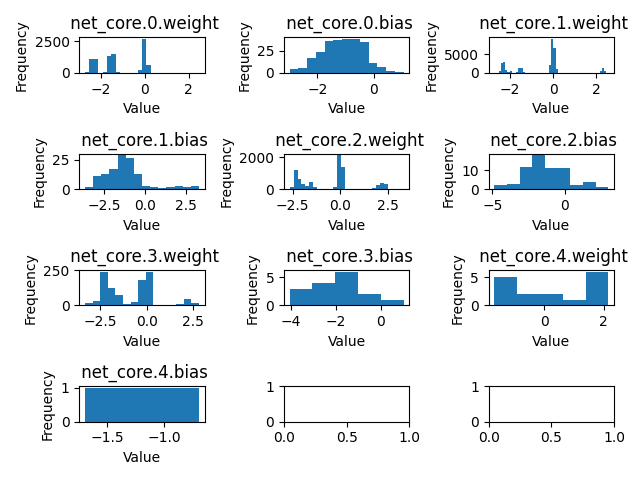 net_core.0.weight
Frequency
2500
0
−2
0
2
Value
net_core.0.bias
Frequency
25
0
−2
0
Value
net_core.1.weight
Frequency
5000
0
−2
0
2
Value
net_core.1.bias
Frequency
25
0
−2.5
0.0
2.5
Value
net_core.2.weight
Frequency
2000
0
−2.5
0.0
2.5
Value
net_core.2.bias
Frequency
10
0
−5
0
Value
net_core.3.weight
Frequency
250
0
−2.5
0.0
2.5
Value
net_core.3.bias
Frequency
5
0
−4
−2
0
Value
net_core.4.weight
Frequency
5
0
0
2
Value
net_core.4.bias
Frequency
1
0
−1.5
−1.0
Value
1
0
0.0
0.5
1.0
1
0
0.0
0.5
1.0